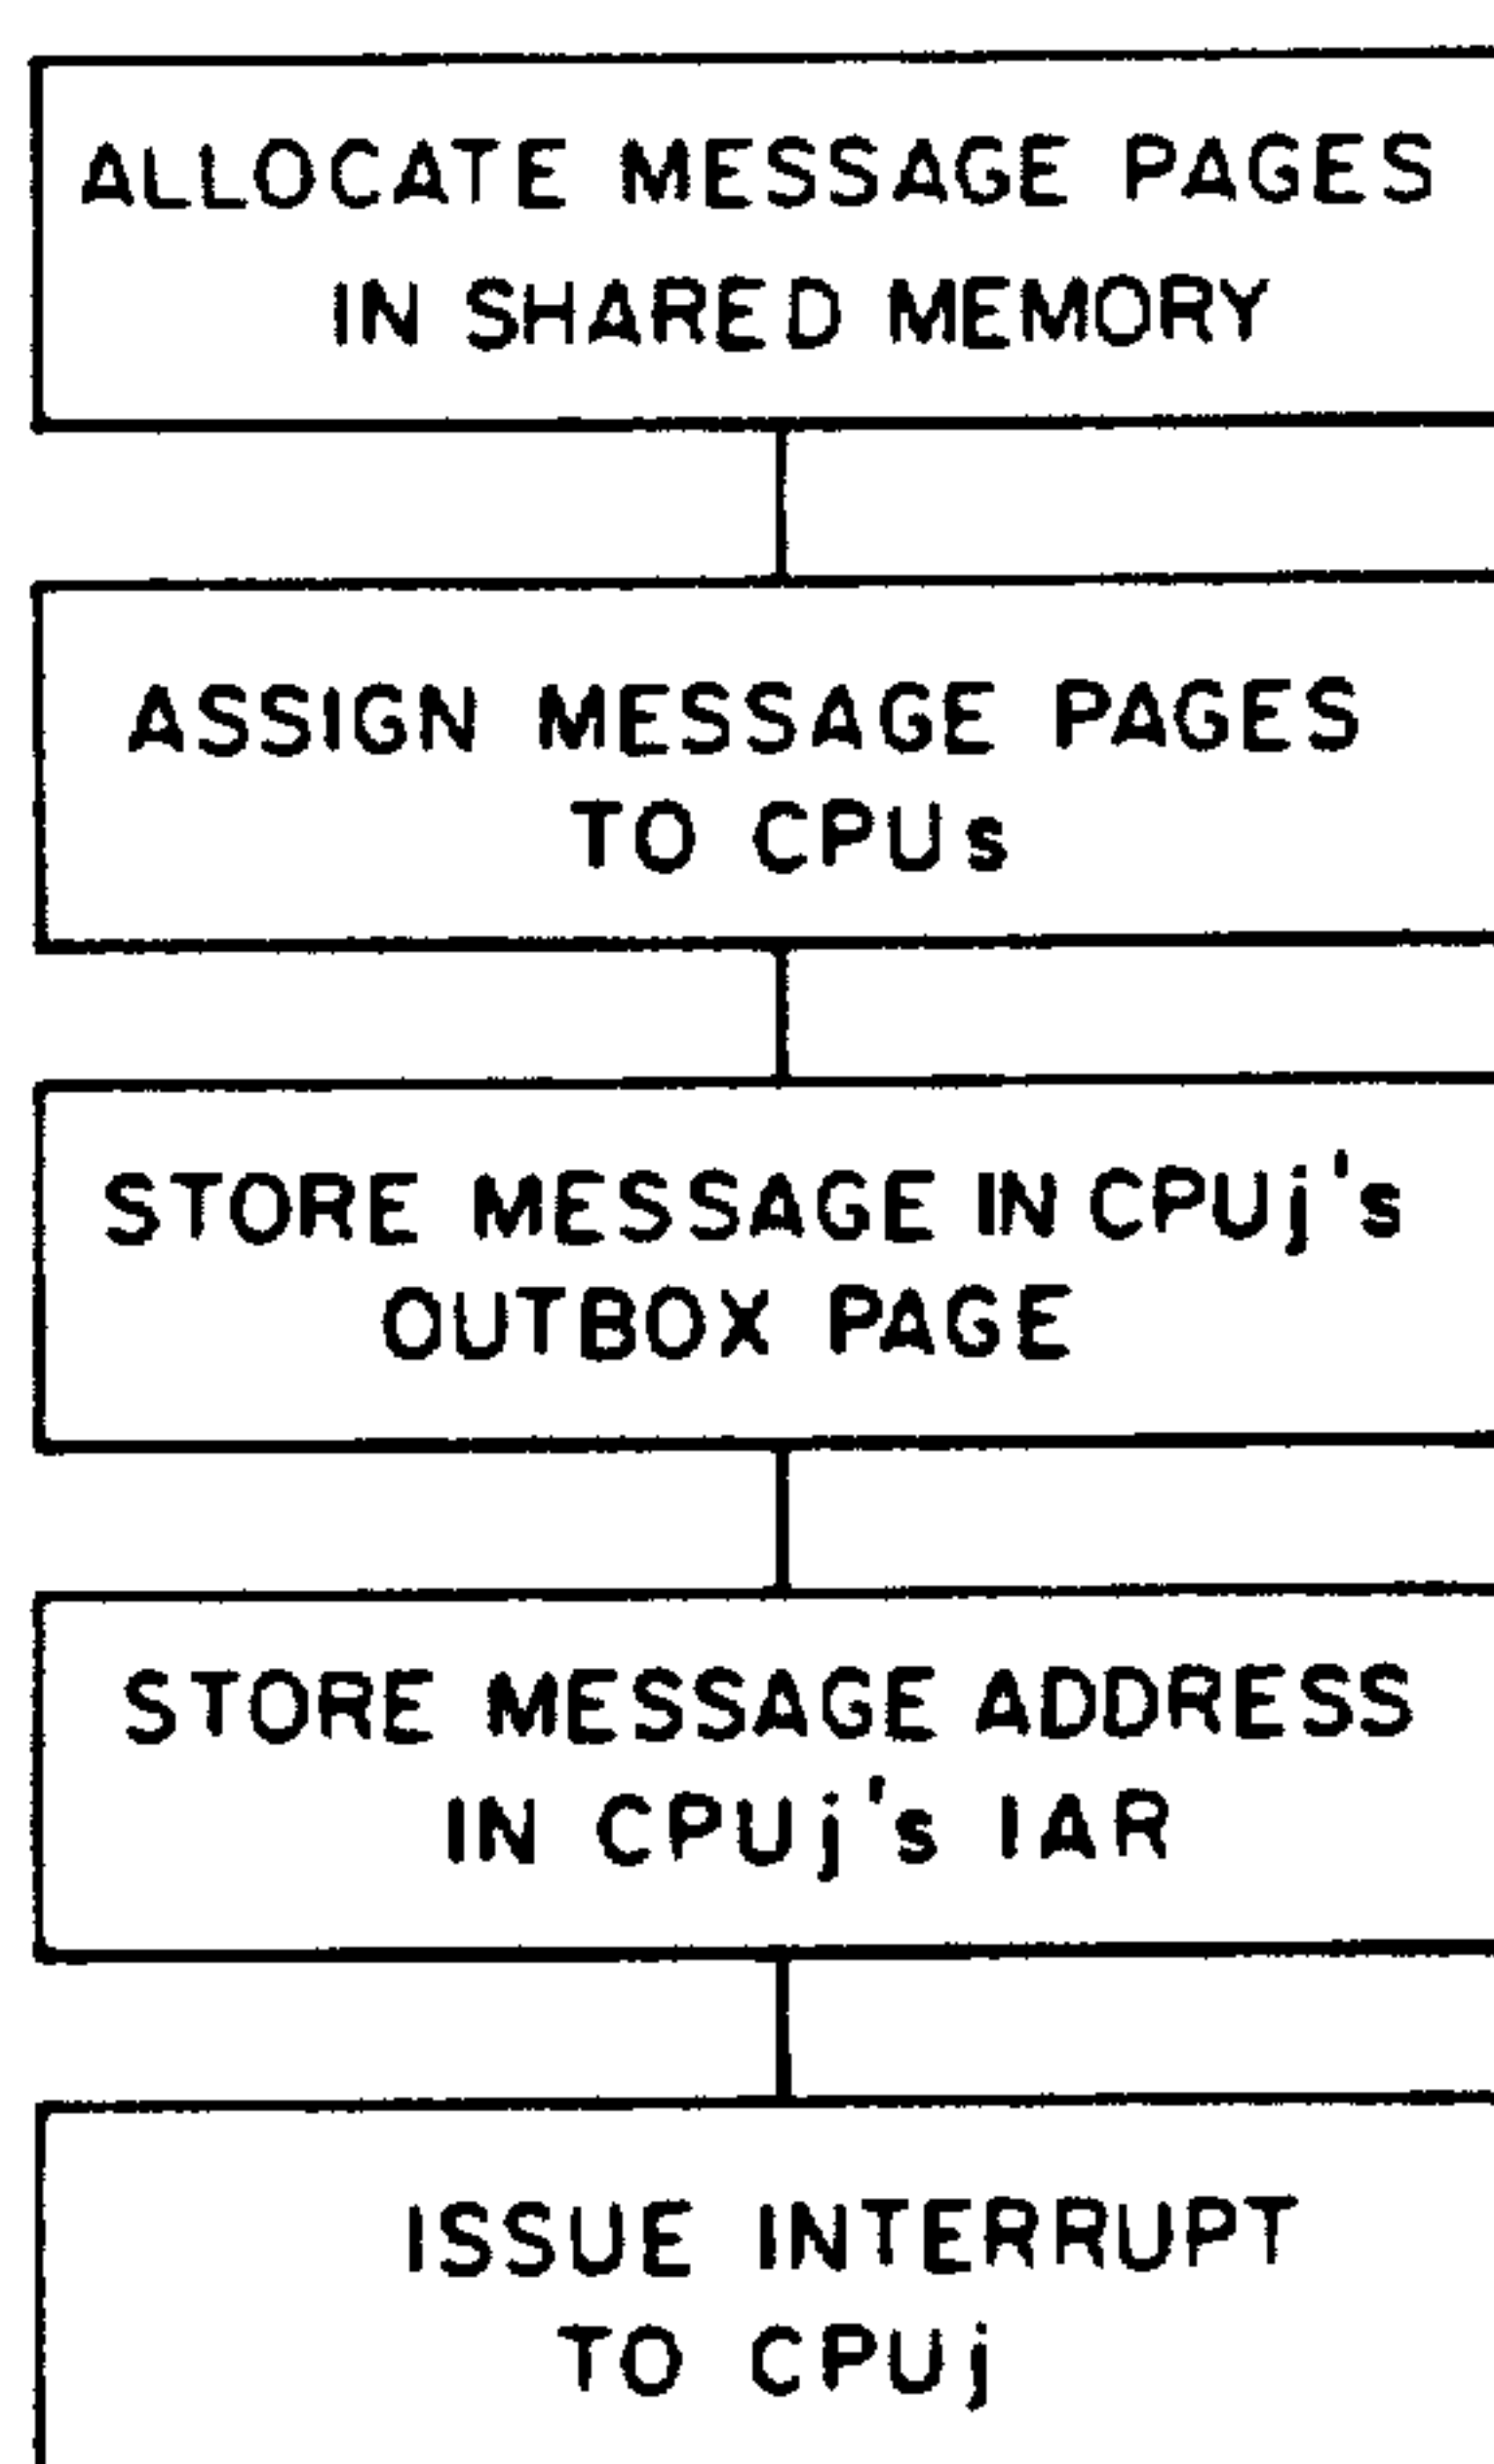 ALLOCATE MESSAGE PAGES
IN SHARED MEMORY
ASSIGN MESSAGE PAGES
TO CPUs
STORE MESSAGE IN CPUj's
OUTBOX PAGE
STORE MESSAGE ADDRESS
IN CPUj's IAR
ISSUE INTERRUPT
TO CPUj